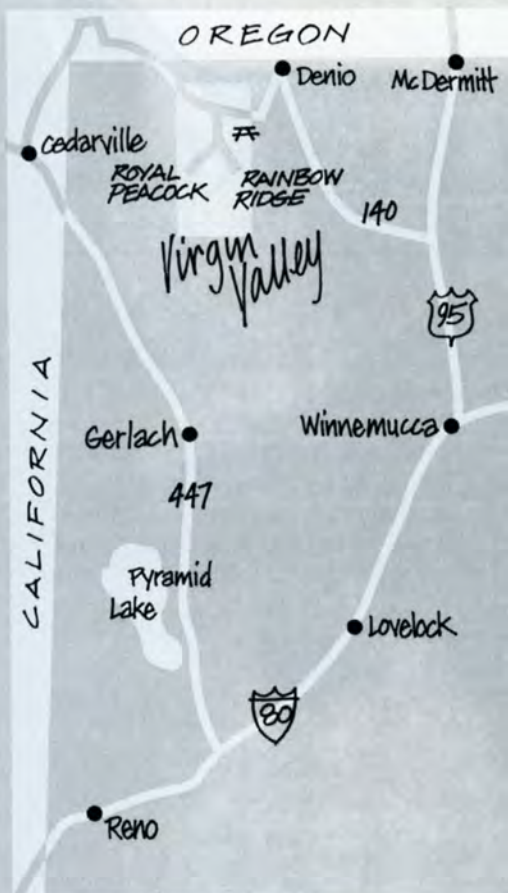 OREGON
Denio
McDermitt
Cedarville
ROYAL
PEACOCK
RAINBOW
RIDGE
140
Virgin
Valley
95
CALIFORNIA
Gerlach
Winnemucca
447
Pyramid
Lake
Lovelock
80
Reno